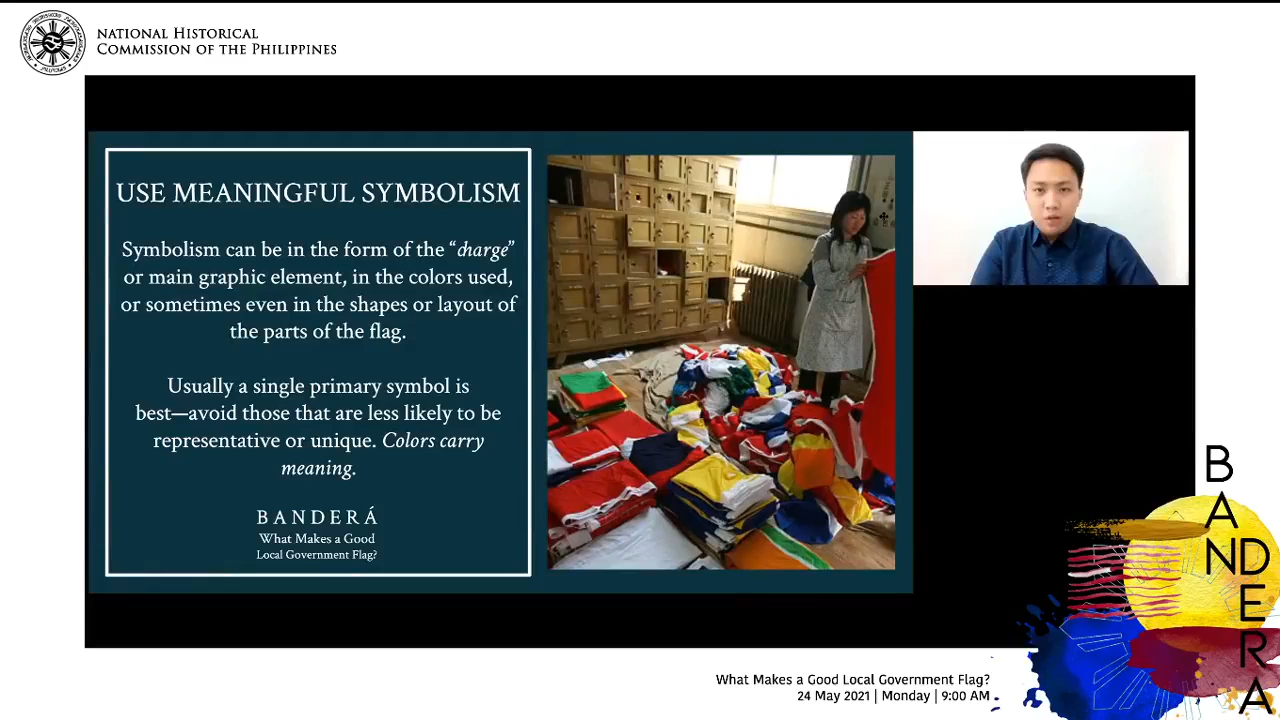 NATIONAL HISTORICAL
COMMISSION OF THE PHILIPPINES
USE MEANINGFUL SYMBOLISM
Symbolism can be in the form of the “charge”
or main graphic element, in the colors used,
or sometimes even in the shapes or layout of
the parts of the flag.
Usually a single primary symbol is
best—avoid those that are less likely to be
representative or unique. Colors carry
meaning.
BANDERÁ
What Makes a Good
Local Government Flag?
BANDERA
What Makes a Good Local Government Flag?
24 May 2021 | Monday | 9:00 AM